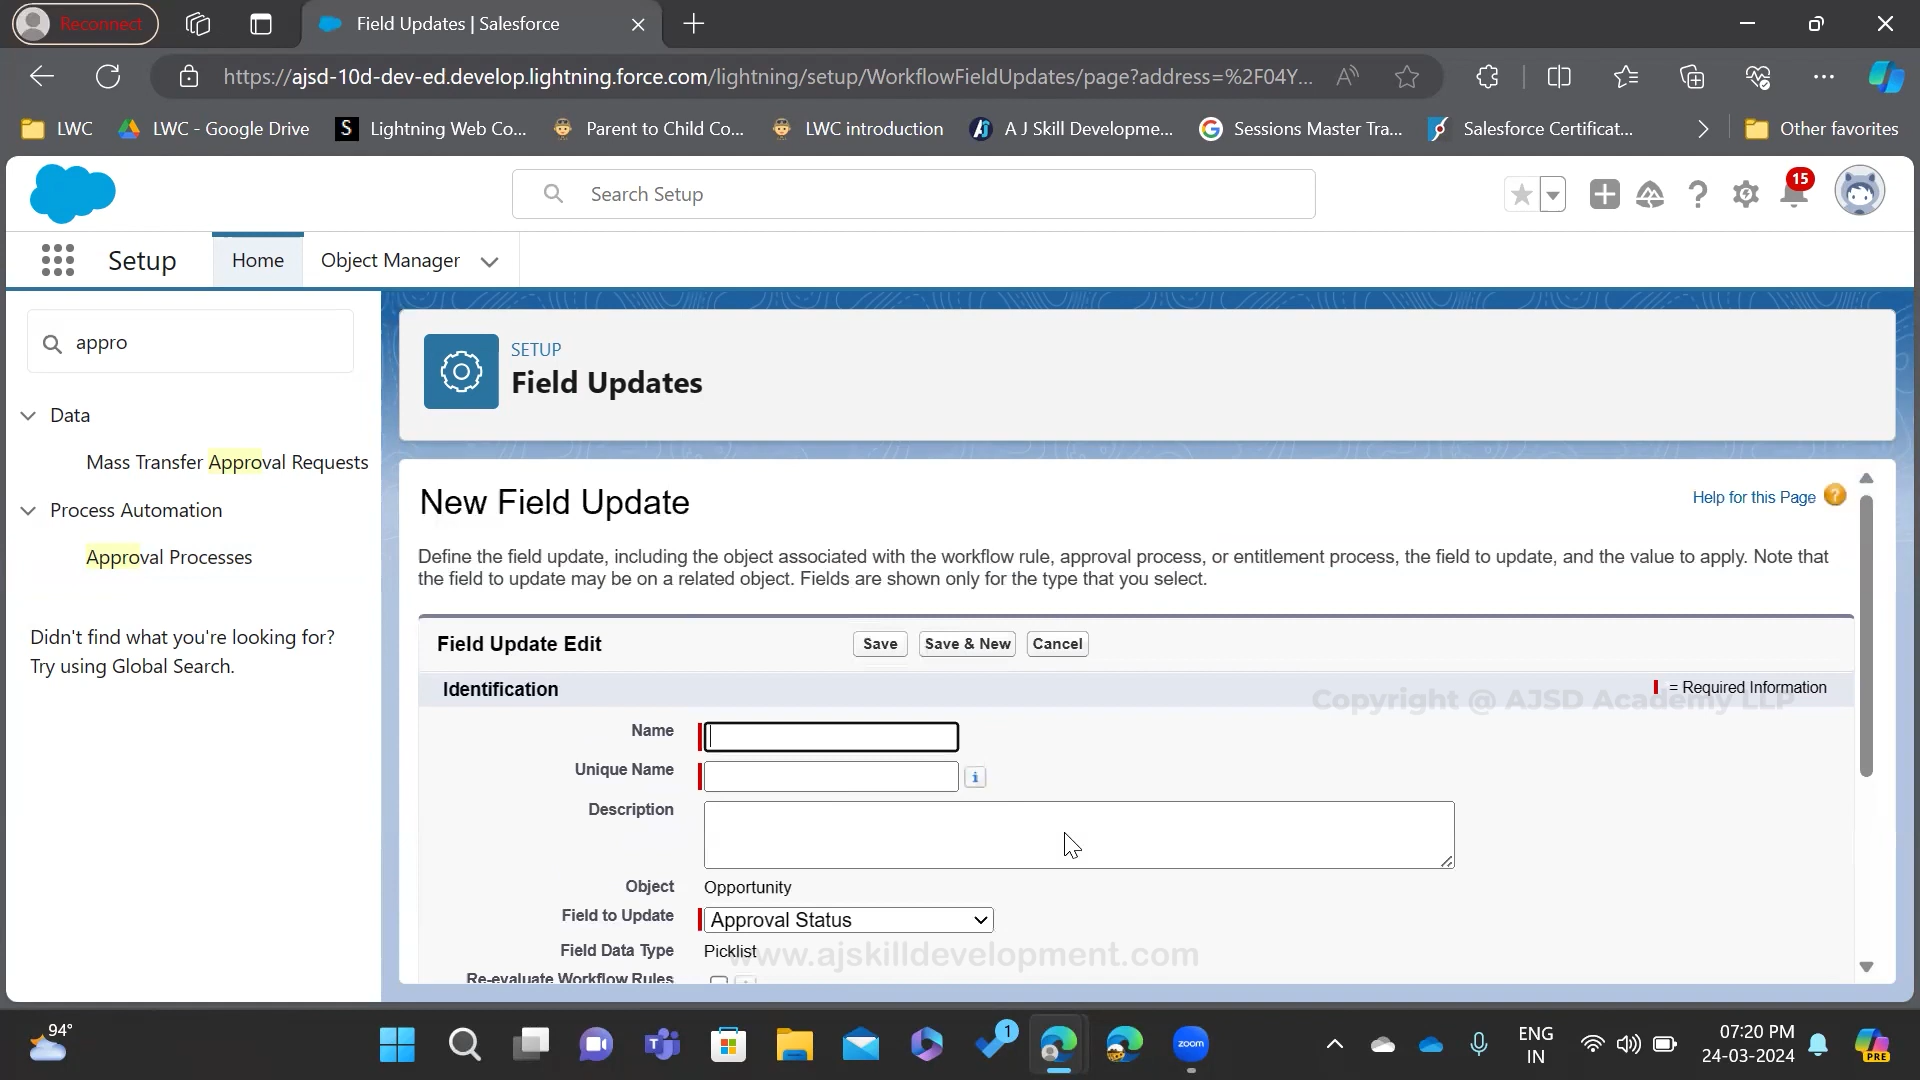 Reconnect
Field Updates | Salesforce
https://ajsd-10d-dev-ed.develop.lightning.force.com/lightning/setup/WorkflowFieldUpdates/page?address=%2F04Y...
LWC
LWC - Google Drive
Lightning Web Co...
Parent to Child Co...
LWC introduction
A J Skill Developme...
Sessions Master Tra...
Salesforce Certificat...
Other favorites
Search Setup
15
Setup
Home
Object Manager
appro
Data
Mass Transfer Approval Requests
Process Automation
Approval Processes
Didn't find what you're looking for?
Try using Global Search.
SETUP
Field Updates
New Field Update
Help for this Page
Define the field update, including the object associated with the workflow rule, approval process, or entitlement process, the field to update, and the value to apply. Note that
the field to update may be on a related object. Fields are shown only for the type that you select.
Field Update Edit
Save
Save & New
Cancel
Identification
= Required Information
Copyright @ AJSD Academy LLP
Name
Unique Name
Description
Object
Opportunity
Field to Update
Approval Status
Field Data Type
Picklist
www.ajskilldevelopment.com
Re-evaluate Workflow Rules
94°
1
zoom
ENG
IN
07:20 PM
24-03-2024
PRE